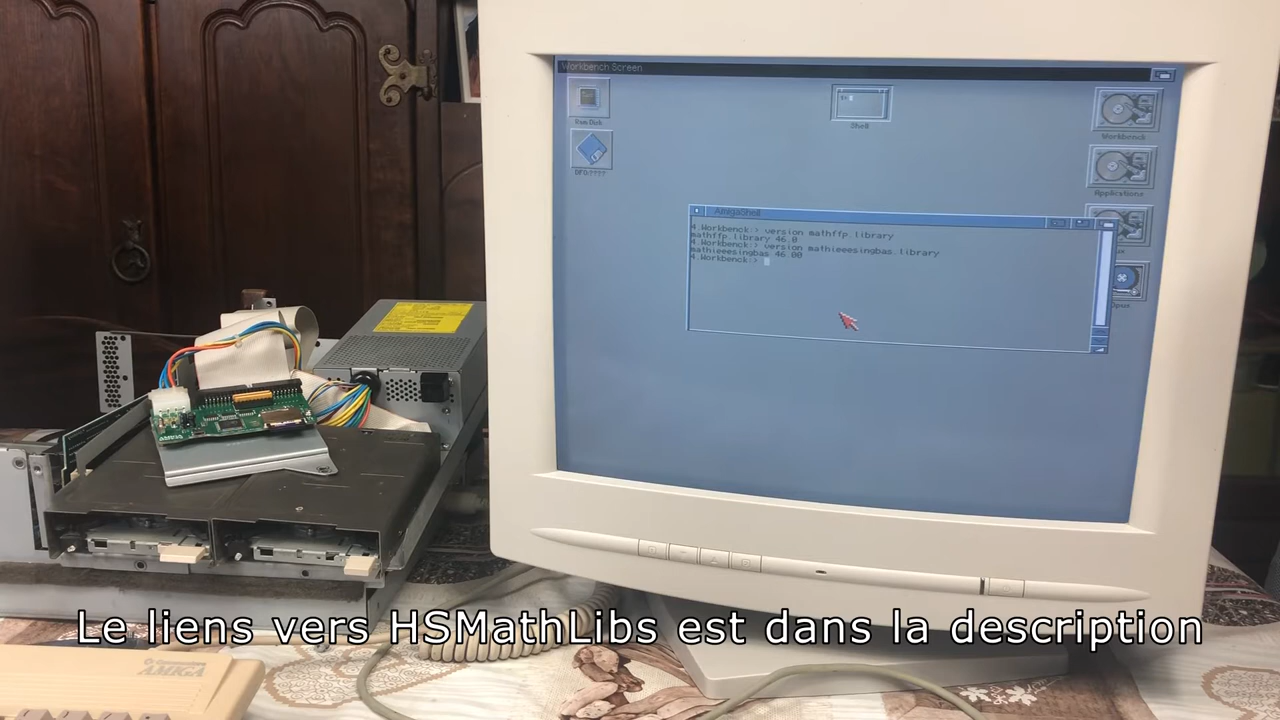 Workbench Screen
Ram Disk
DF0:????
Shell
Workbench
Applications
AmigaShell
4.Workbench:> version mathffp.library
mathffp.library 46.0
4.Workbench:> version mathieeesingbas.library
mathieeesingbas 46.00
4.Workbench:>
AMIGA
Le liens vers HSMathLibs est dans la description